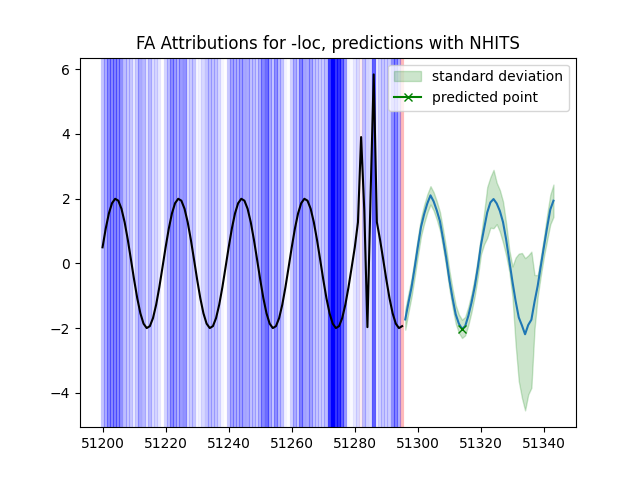 FA Attributions for -loc, predictions with NHITS
6
4
2
0
−2
−4
standard deviation
predicted point
51200 51220 51240 51260 51280 51300 51320 51340